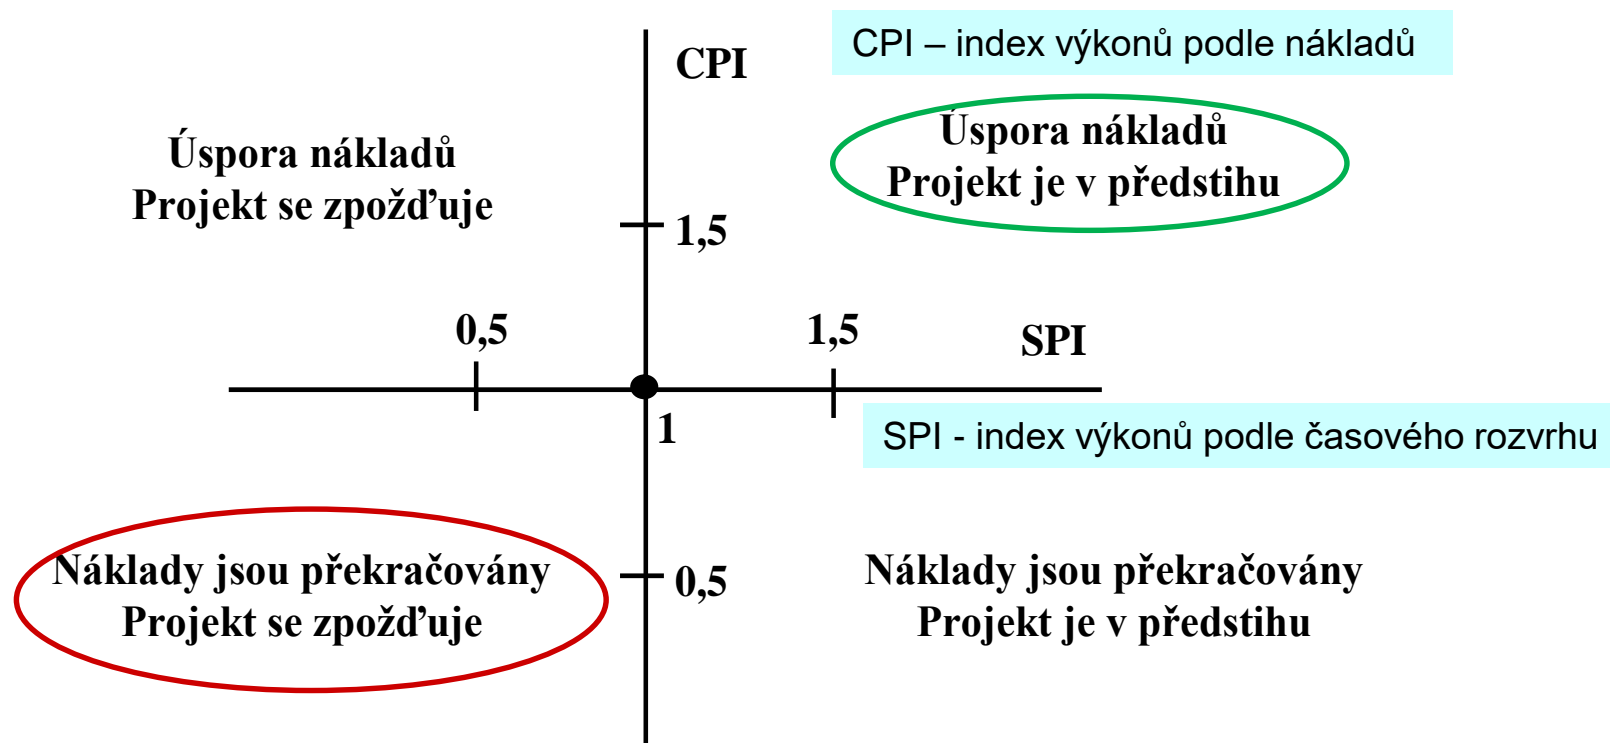 CPI – index výkonů podle nákladů
CPI
Úspora nákladů
Projekt se zpožďuje
Úspora nákladů
Projekt je v předstihu
1,5
0,5
1,5
SPI
1
SPI - index výkonů podle časového rozvrhu
Náklady jsou překračovány
Projekt se zpožďuje
0,5
Náklady jsou překračovány
Projekt je v předstihu